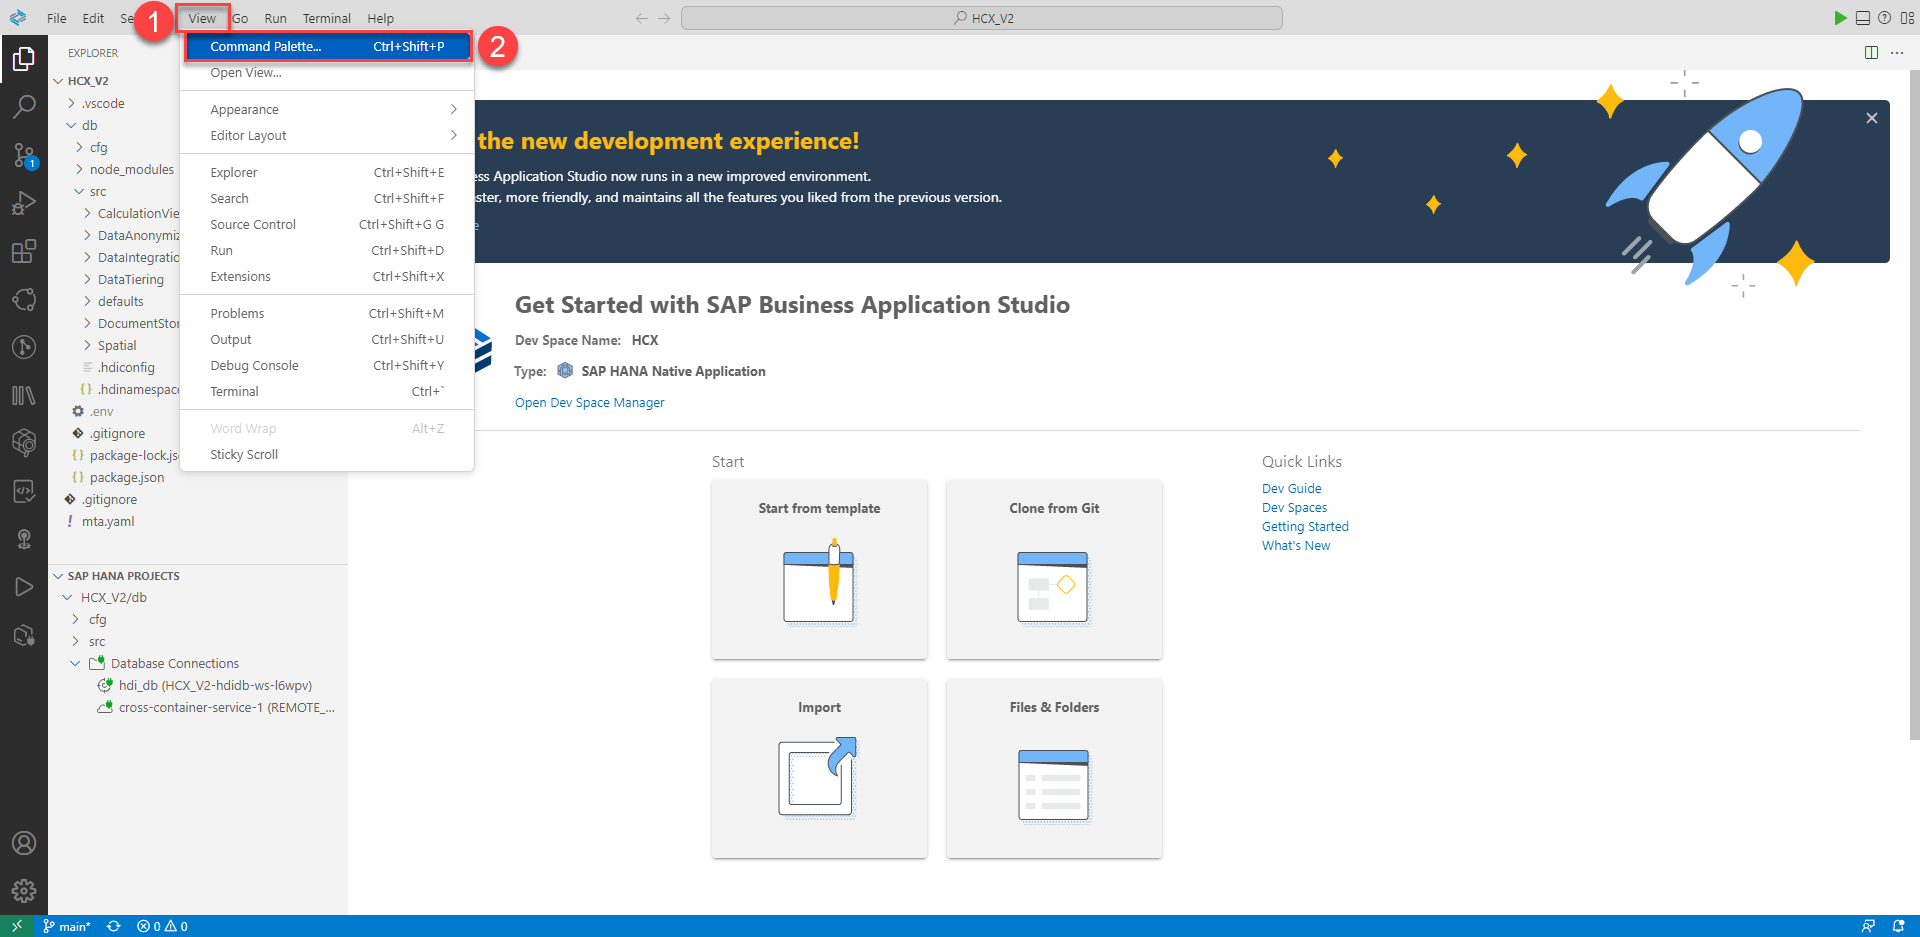 File Edit Se View Go Run Terminal Help
HCX_V2
1
2
EXPLORER
HCX_V2
.vscode
db
cfg
node_modules
src
CalculationVie
DataAnonymiz
DataIntegratio
DataTiering
defaults
DocumentStor
Spatial
.hdiconfig
.hdinamespace
.env
.gitignore
package-lock.js
package.json
.gitignore
mta.yaml
1
Command Palette... Ctrl+Shift+P
Open View...
Appearance
Editor Layout
Explorer Ctrl+Shift+E
Search Ctrl+Shift+F
Source Control Ctrl+Shift+G G
Run Ctrl+Shift+D
Extensions Ctrl+Shift+X
Problems Ctrl+Shift+M
Output Ctrl+Shift+U
Debug Console Ctrl+Shift+Y
Terminal Ctrl+`
Word Wrap Alt+Z
Sticky Scroll
SAP HANA PROJECTS
HCX_V2/db
cfg
src
Database Connections
hdi_db (HCX_V2-hdidb-ws-l6wpv)
cross-container-service-1 (REMOTE_...
the new development experience!
ess Application Studio now runs in a new improved environment.
ster, more friendly, and maintains all the features you liked from the previous version.
e
Get Started with SAP Business Application Studio
Dev Space Name: HCX
Type: SAP HANA Native Application
Open Dev Space Manager
Start
Start from template
Clone from Git
Import
Files & Folders
Quick Links
Dev Guide
Dev Spaces
Getting Started
What's New
main* 0 0